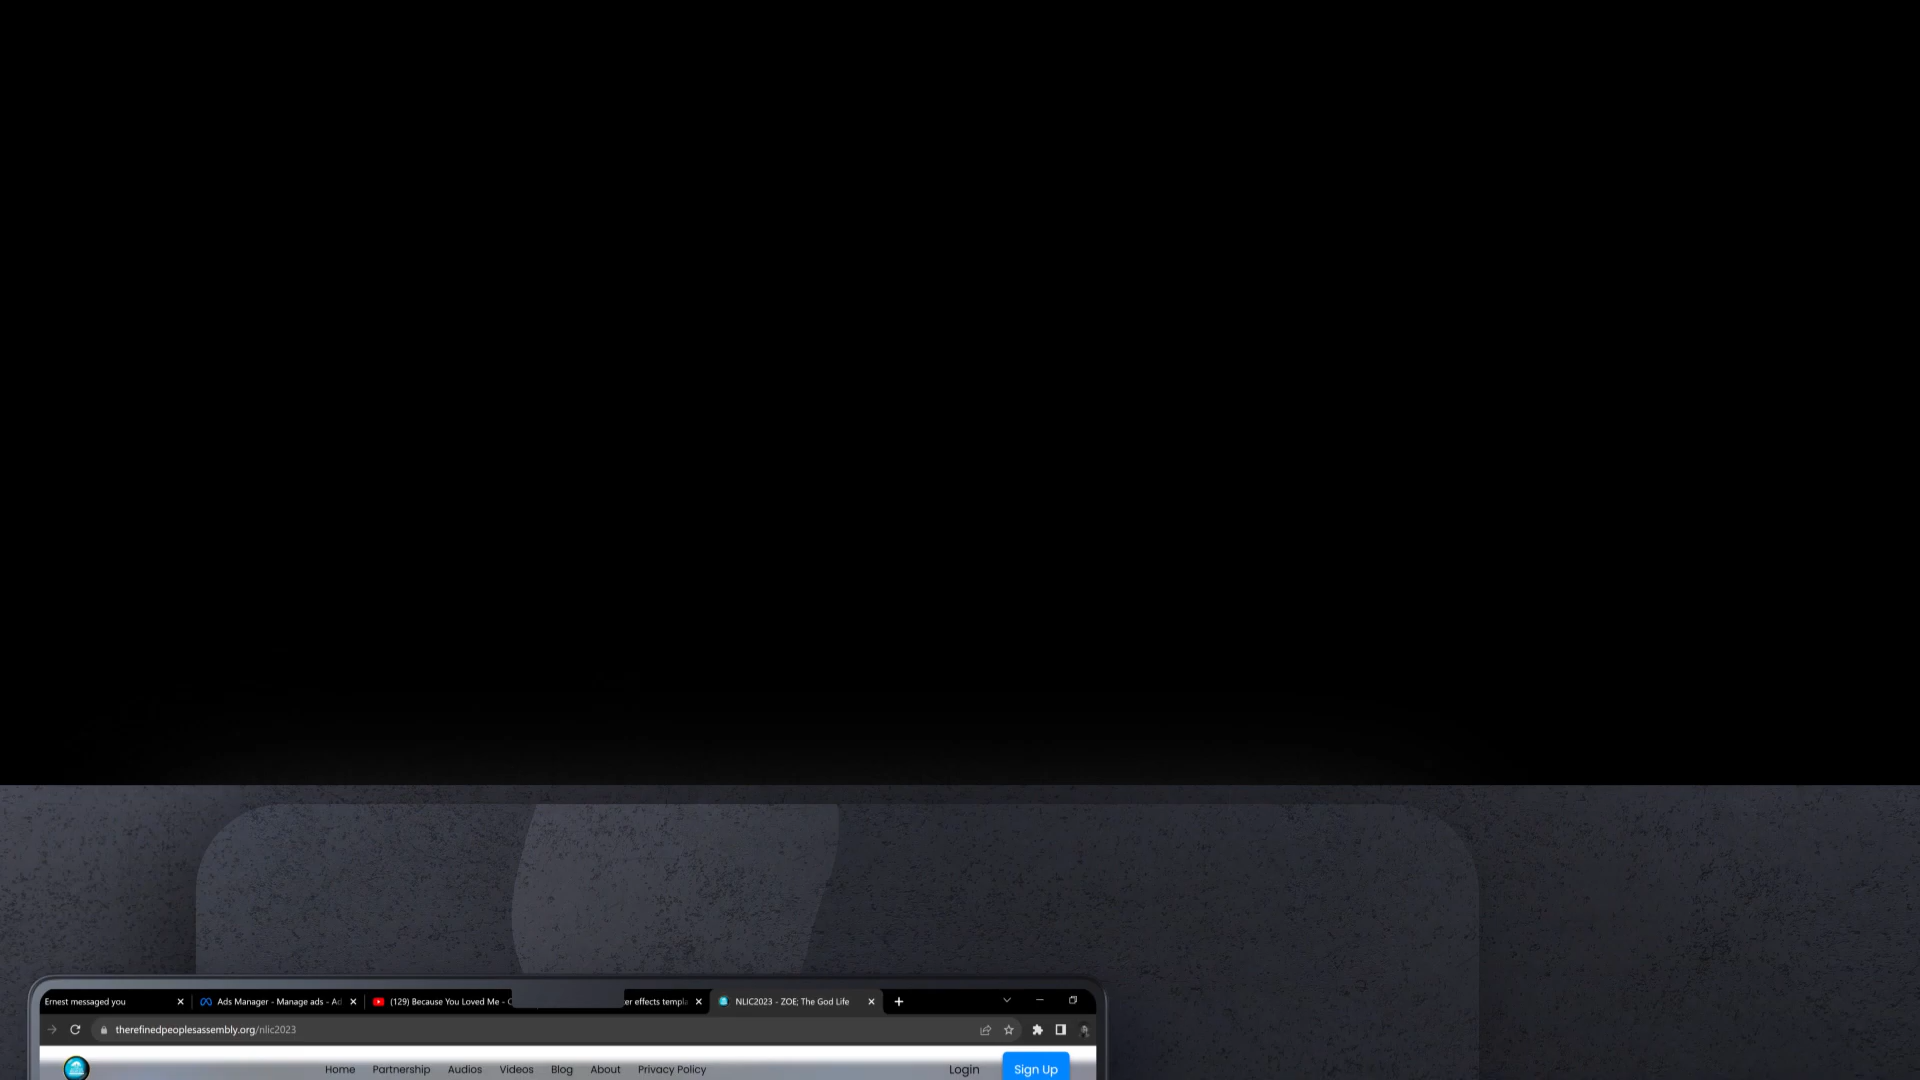 Ernest messaged you
Ads Manager - Manage ads - Ad
(129) Because You Loved Me - C
er effects templa
NLIC2023 - ZOE; The God Life
therefinedpeoplesassembly.org/nlic2023
Home Partnership Audios Videos Blog About Privacy Policy Login Sign Up